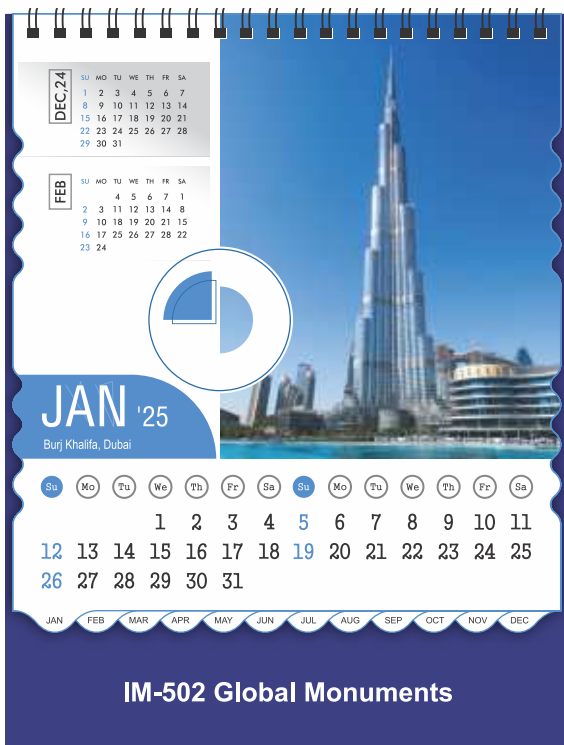 DEC,24
SU MO TU WE TH FR SA
1 2 3 4 5 6 7
8 9 10 11 12 13 14
15 16 17 18 19 20 21
22 23 24 25 26 27 28
29 30 31
FEB
SU MO TU WE TH FR SA
4 5 6 7 1
2 3 11 12 13 14 8
9 10 18 19 20 21 15
16 17 25 26 27 28 22
23 24
JAN '25
Burj Khalifa, Dubai
Su Mo Tu We Th Fr Sa Su Mo Tu We Th Fr Sa
1 2 3 4 5 6 7 8 9 10 11
12 13 14 15 16 17 18 19 20 21 22 23 24 25
26 27 28 29 30 31
JAN FEB MAR APR MAY JUN JUL AUG SEP OCT NOV DEC
IM-502 Global Monuments